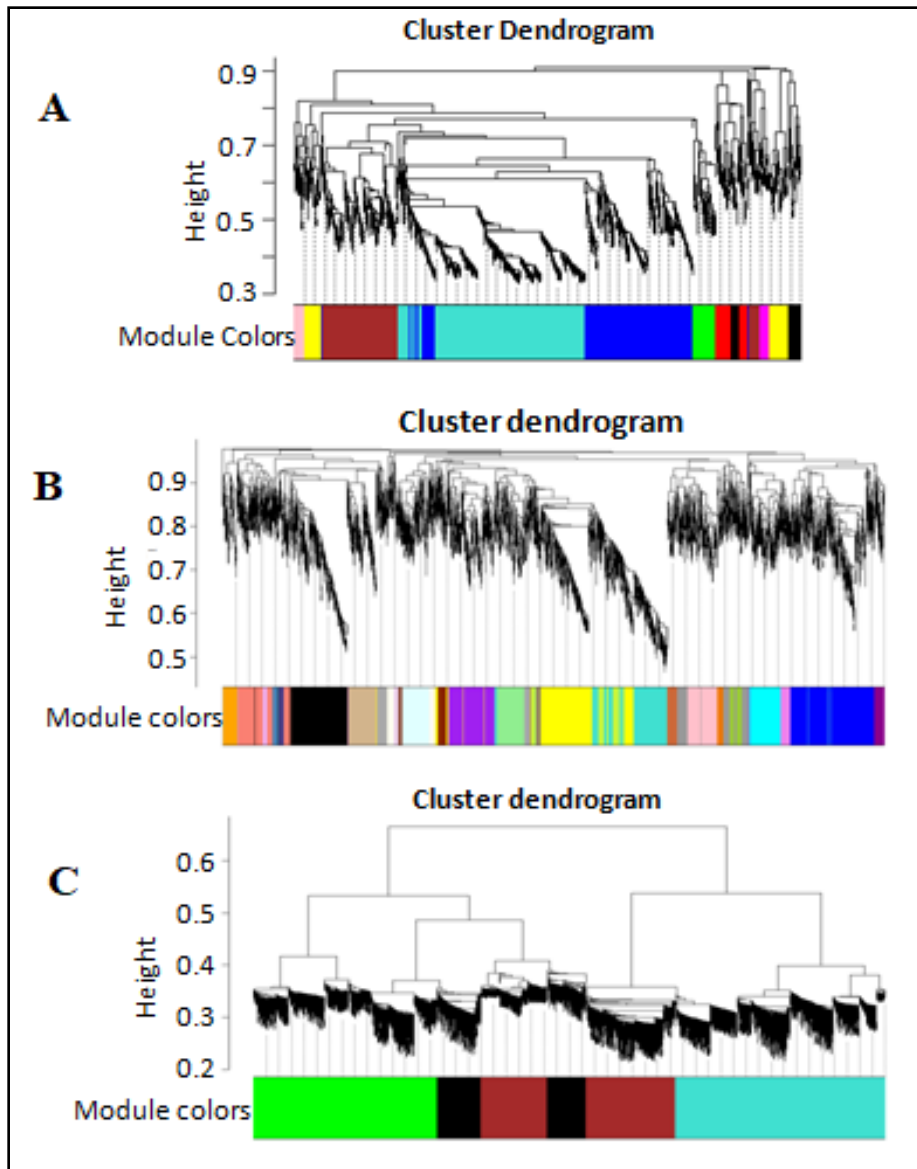 Cluster Dendrogram
A
0.9
0.7
0.5
0.3
Height
Module Colors
Cluster dendrogram
B
0.9
0.8
0.7
0.6
0.5
Height
Module colors
Cluster dendrogram
C
0.6
0.5
0.4
0.3
0.2
Height
Module colors